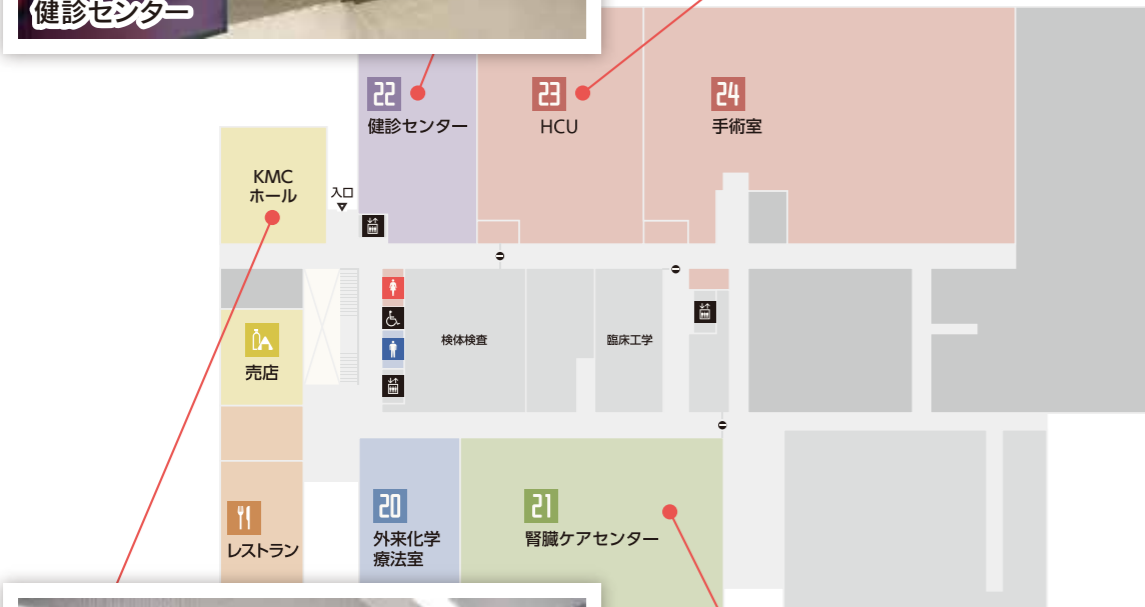 健診センター
22
健診センター
23
HCU
24
手術室
KMC
ホール
入口
検体検査
臨床工学
売店
20
外来化学
療法室
21
腎臓ケアセンター
レストラン